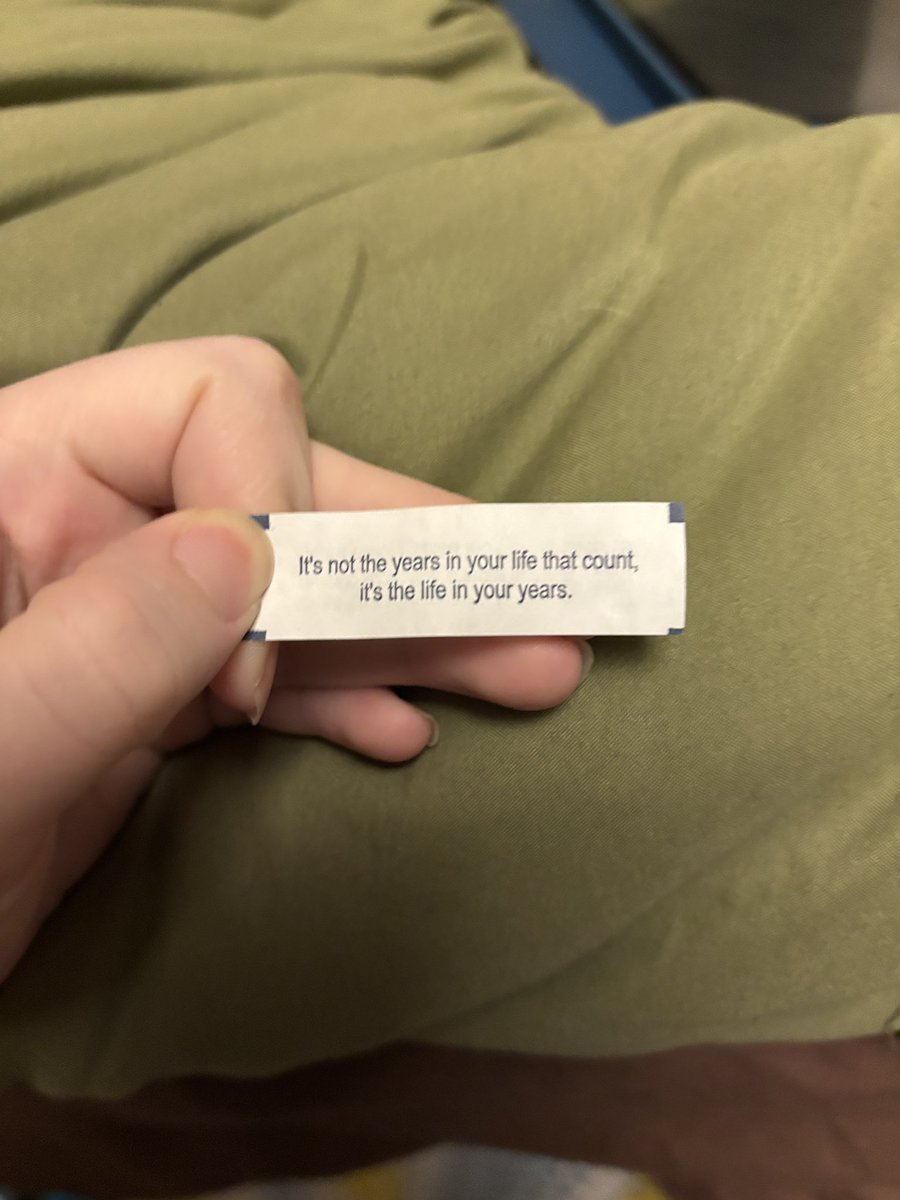 It's not the years in your life that count,
it's the life in your years.